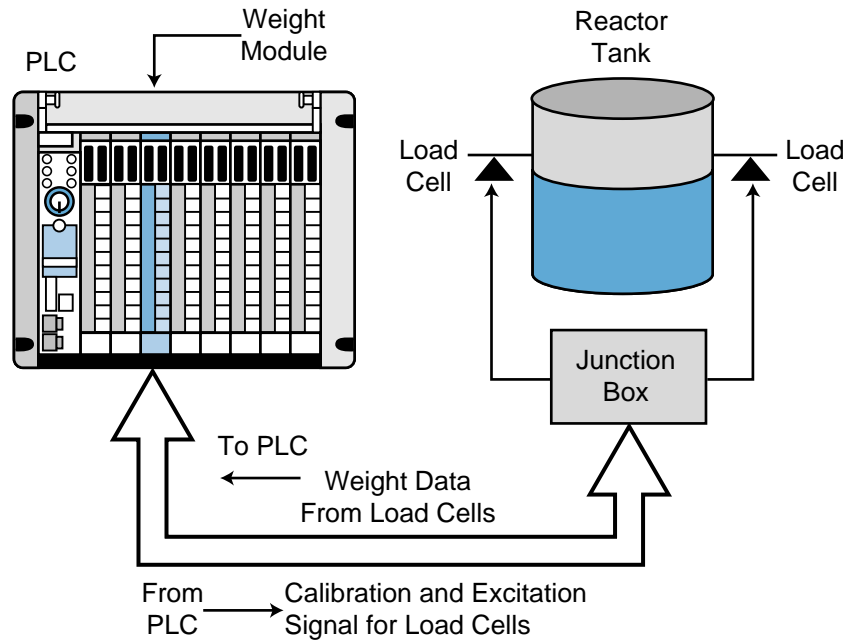 Weight
Module
PLC
Reactor
Tank
Load
Cell
Load
Cell
Junction
Box
To PLC
Weight Data
From Load Cells
From
PLC
Calibration and Excitation
Signal for Load Cells